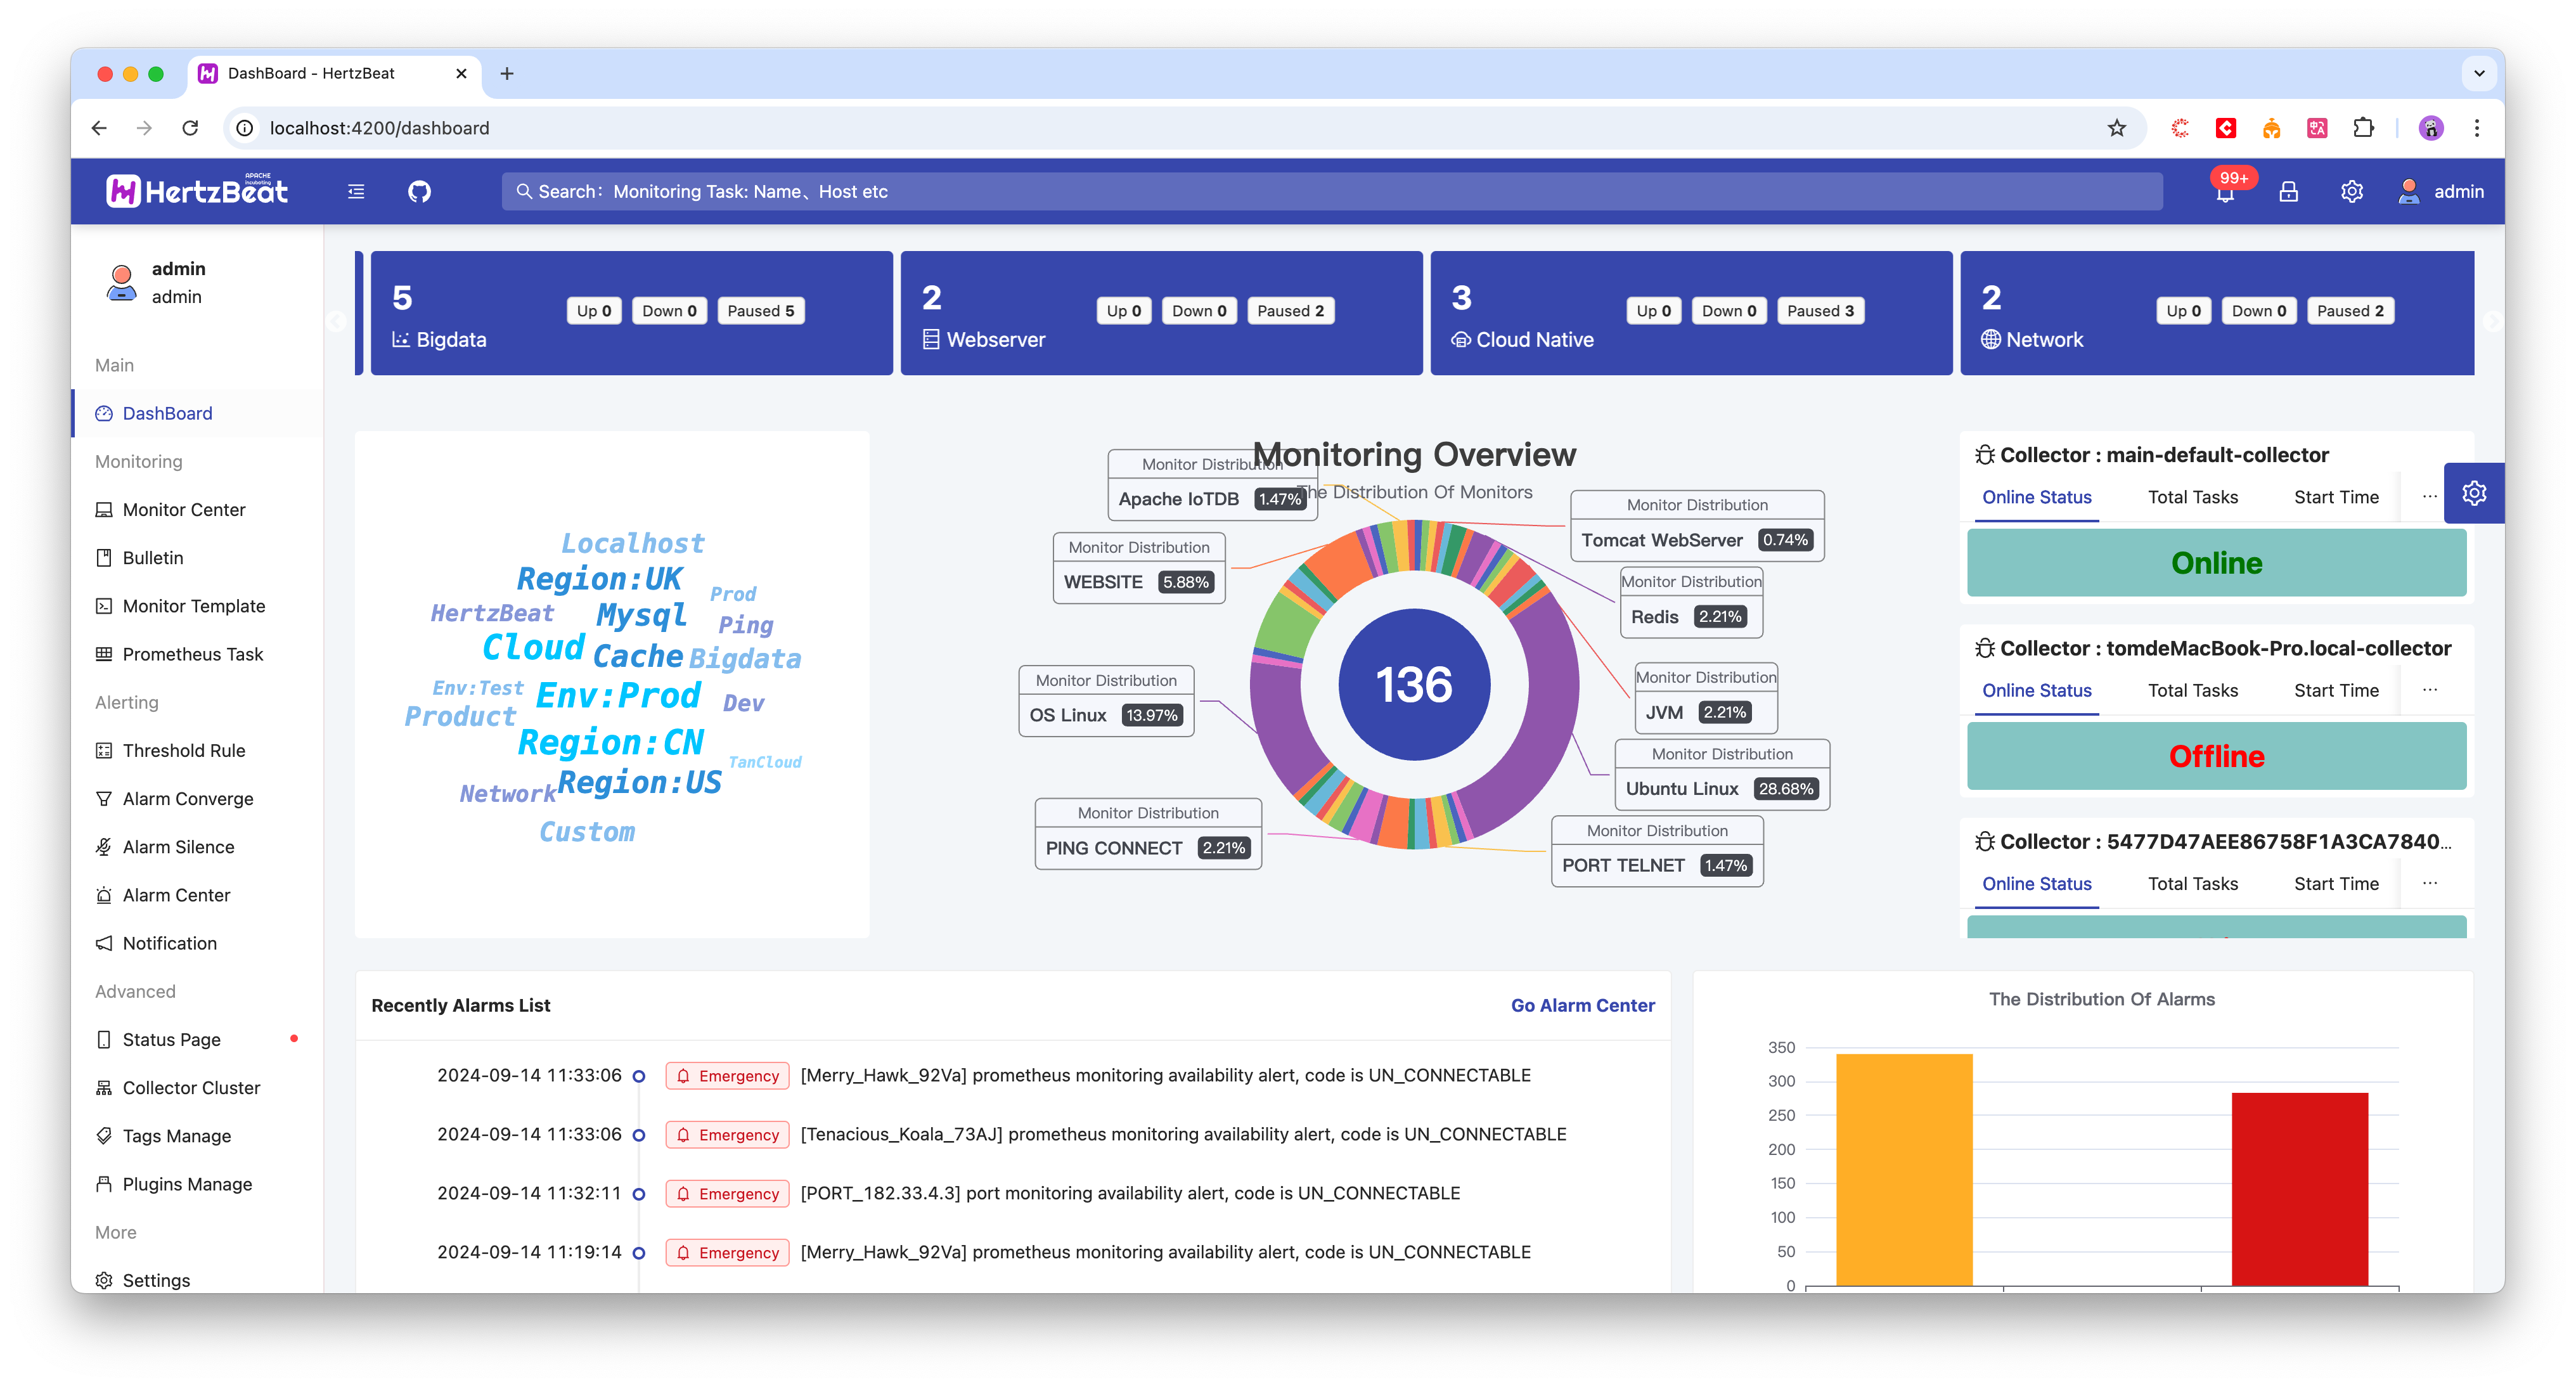 DashBoard - HertzBeat
localhost:4200/dashboard
APACHE
incubating
HertzBeat
Search: Monitoring Task: Name、Host etc
99+
admin
admin
admin
Main
DashBoard
Monitoring
Monitor Center
Bulletin
Monitor Template
Prometheus Task
Alerting
Threshold Rule
Alarm Converge
Alarm Silence
Alarm Center
Notification
Advanced
Status Page
Collector Cluster
Tags Manage
Plugins Manage
More
Settings
5
Bigdata
Up 0 Down 0 Paused 5
2
Webserver
Up 0 Down 0 Paused 2
3
Cloud Native
Up 0 Down 0 Paused 3
2
Network
Up 0 Down 0 Paused 2
Localhost
Region:UK
Prod
HertzBeat
Mysql
Ping
Cloud
Cache
Bigdata
Env:Test
Env:Prod
Dev
Product
Region:CN
TanCloud
Region:US
Network
Custom
Monitoring Overview
The Distribution Of Monitors
Monitor Distribution
Apache IoTDB 1.47%
Monitor Distribution
WEBSITE 5.88%
Monitor Distribution
OS Linux 13.97%
Monitor Distribution
PING CONNECT 2.21%
136
Monitor Distribution
Tomcat WebServer 0.74%
Monitor Distribution
Redis 2.21%
Monitor Distribution
JVM 2.21%
Monitor Distribution
Ubuntu Linux 28.68%
Monitor Distribution
PORT TELNET 1.47%
Collector : main-default-collector
Online Status Total Tasks Start Time ...
Online
Collector : tomdeMacBook-Pro.local-collector
Online Status Total Tasks Start Time ...
Offline
Collector : 5477D47AEE86758F1A3CA7840...
Online Status Total Tasks Start Time ...
Recently Alarms List
Go Alarm Center
2024-09-14 11:33:06 Emergency [Merry_Hawk_92Va] prometheus monitoring availability alert, code is UN_CONNECTABLE
2024-09-14 11:33:06 Emergency [Tenacious_Koala_73AJ] prometheus monitoring availability alert, code is UN_CONNECTABLE
2024-09-14 11:32:11 Emergency [PORT_182.33.4.3] port monitoring availability alert, code is UN_CONNECTABLE
2024-09-14 11:19:14 Emergency [Merry_Hawk_92Va] prometheus monitoring availability alert, code is UN_CONNECTABLE
The Distribution Of Alarms
350
300
250
200
150
100
50
0